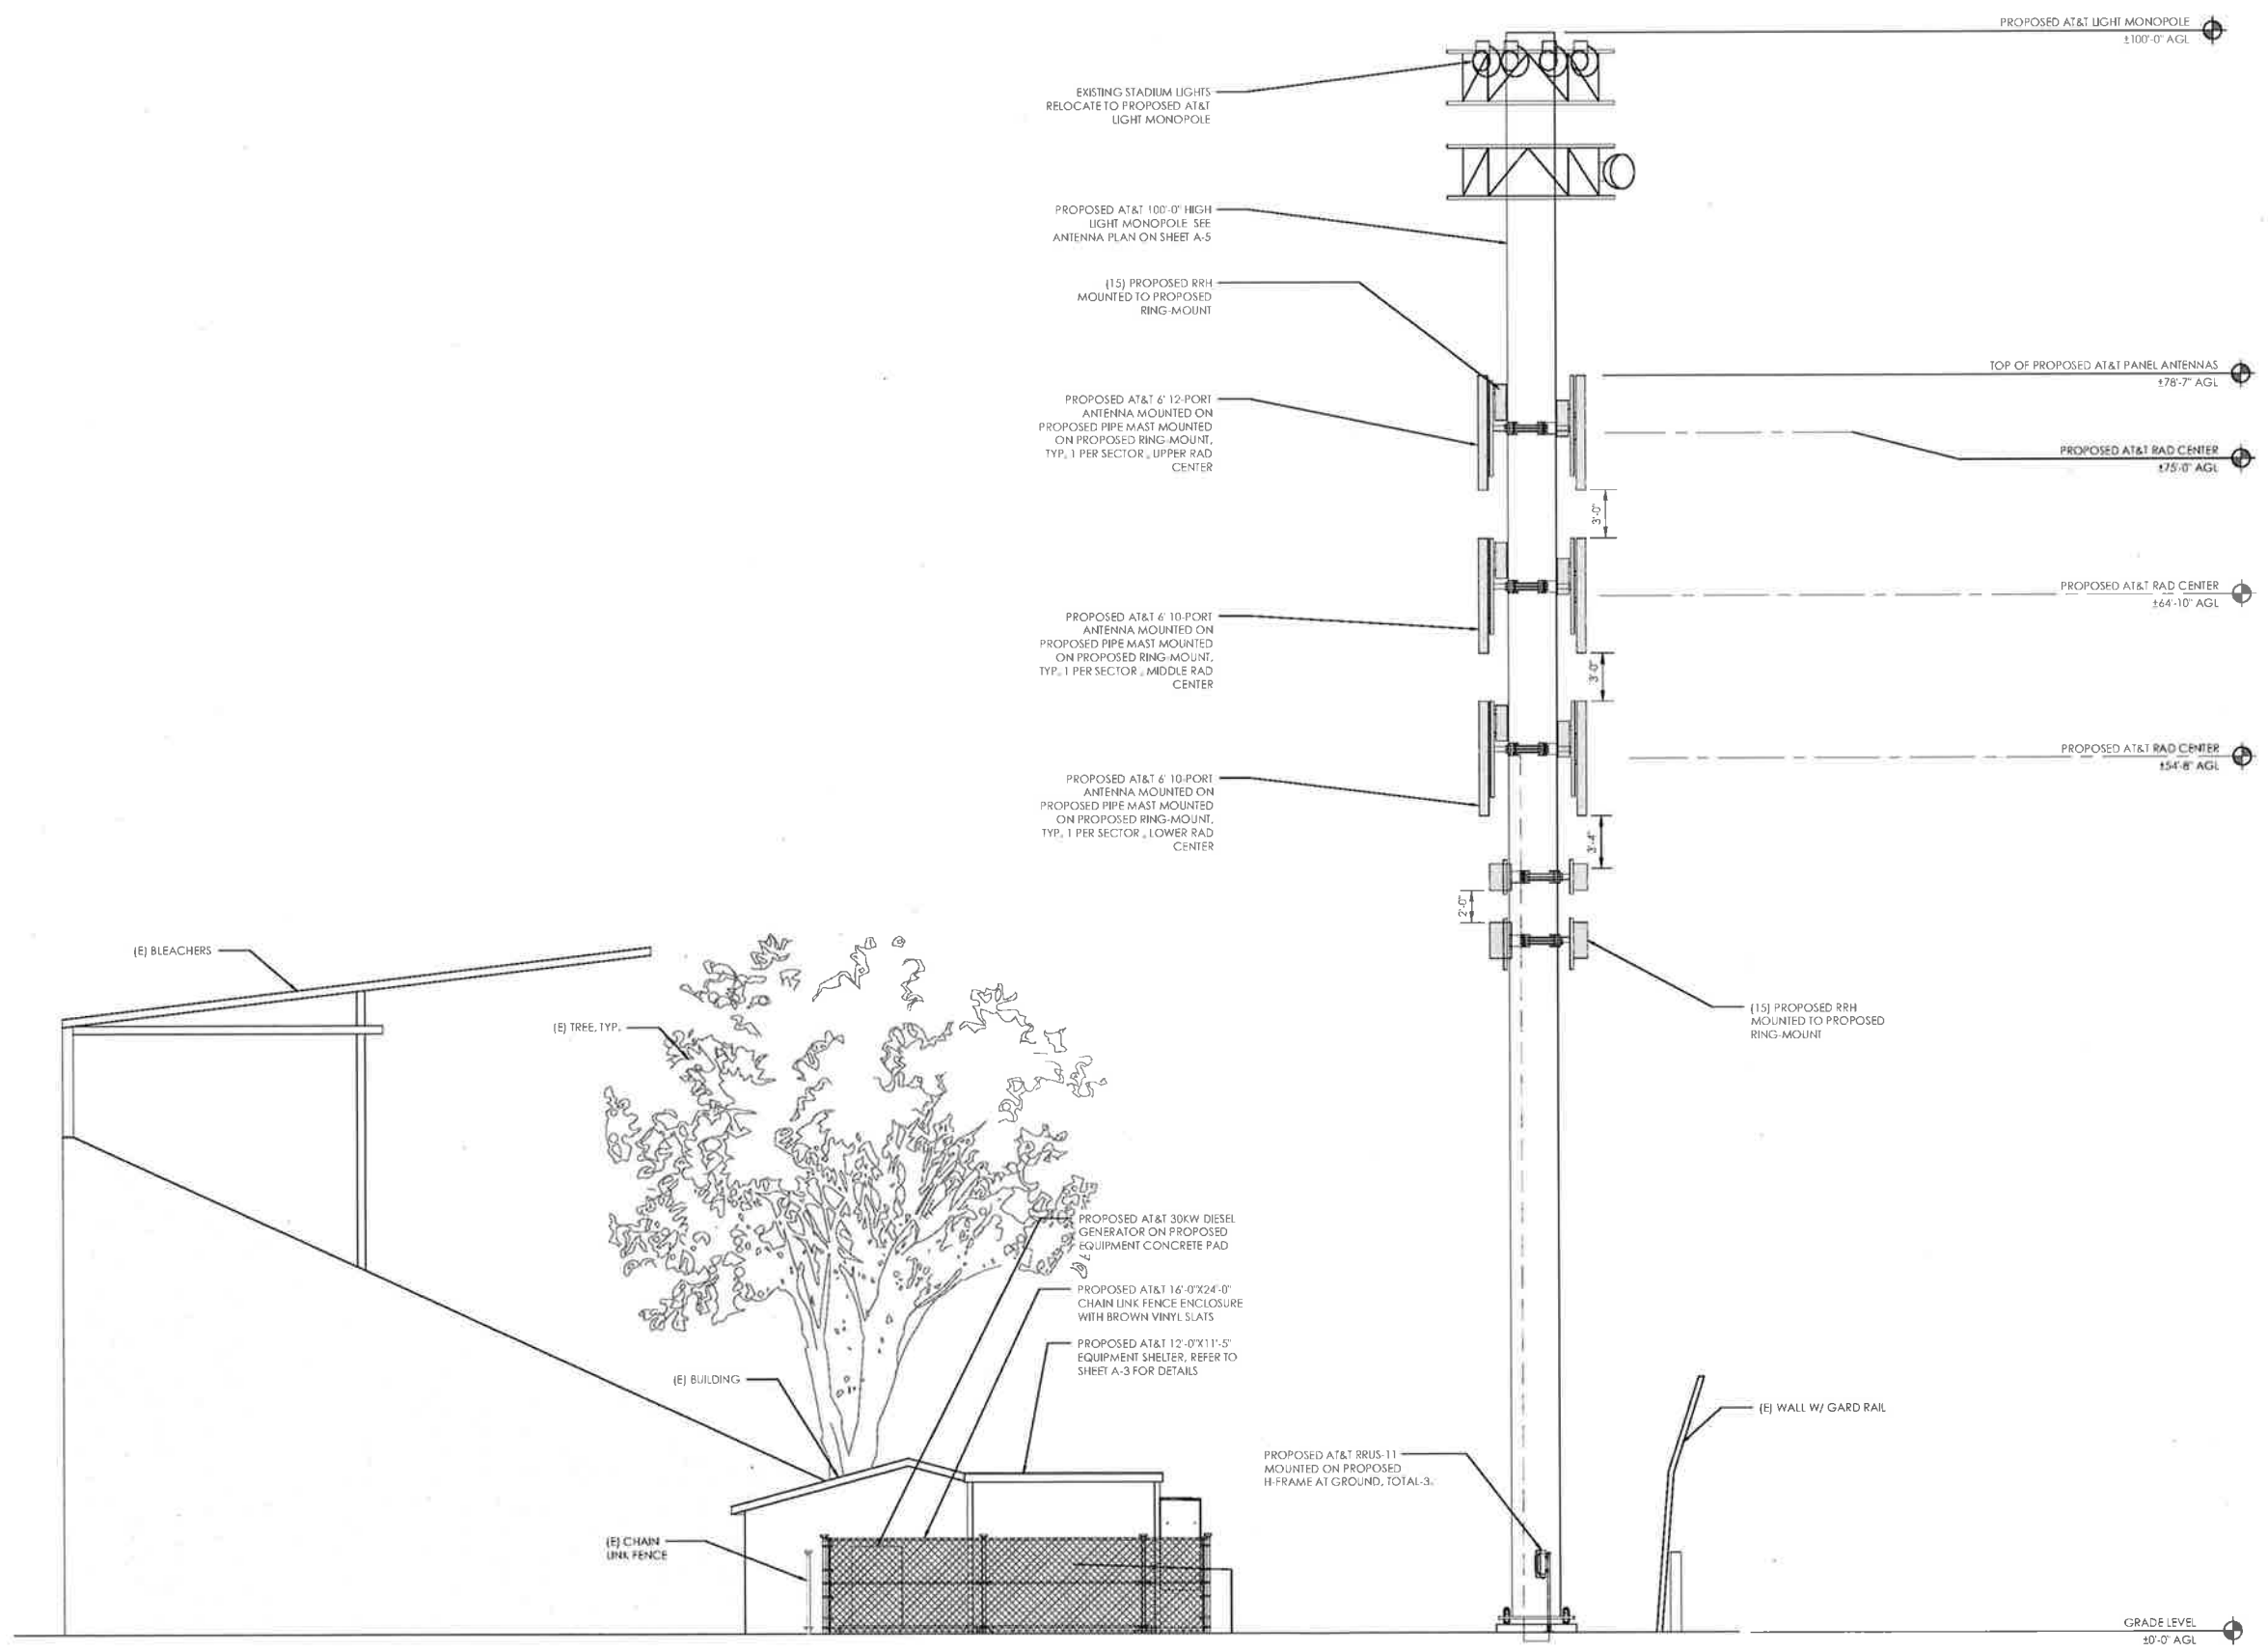 PROPOSED AT&T LIGHT MONOPOLE
±100'-0" AGL
EXISTING STADIUM LIGHTS
RELOCATE TO PROPOSED AT&T
LIGHT MONOPOLE
PROPOSED AT&T 100'-0" HIGH
LIGHT MONOPOLE SEE
ANTENNA PLAN ON SHEET A-5
(15) PROPOSED RRH
MOUNTED TO PROPOSED
RING-MOUNT
TOP OF PROPOSED AT&T PANEL ANTENNAS
±78'-7" AGL
PROPOSED AT&T 6' 12-PORT
ANTENNA MOUNTED ON
PROPOSED PIPE MAST MOUNTED
ON PROPOSED RING-MOUNT,
TYP. 1 PER SECTOR, UPPER RAD
CENTER
PROPOSED AT&T RAD CENTER
±75'-0" AGL
3'-0"
PROPOSED AT&T RAD CENTER
±64'-10" AGL
PROPOSED AT&T 6' 10-PORT
ANTENNA MOUNTED ON
PROPOSED PIPE MAST MOUNTED
ON PROPOSED RING-MOUNT,
TYP. 1 PER SECTOR, MIDDLE RAD
CENTER
3'-0"
PROPOSED AT&T RAD CENTER
±54'-8" AGL
PROPOSED AT&T 6' 10-PORT
ANTENNA MOUNTED ON
PROPOSED PIPE MAST MOUNTED
ON PROPOSED RING-MOUNT,
TYP. 1 PER SECTOR, LOWER RAD
CENTER
3'-4"
2'-0"
(E) BLEACHERS
(E) TREE, TYP.
(15) PROPOSED RRH
MOUNTED TO PROPOSED
RING-MOUNT
PROPOSED AT&T 30KW DIESEL
GENERATOR ON PROPOSED
EQUIPMENT CONCRETE PAD
PROPOSED AT&T 16'-0"X24'-0"
CHAIN LINK FENCE ENCLOSURE
WITH BROWN VINYL SLATS
PROPOSED AT&T 12'-0"X11'-5"
EQUIPMENT SHELTER, REFER TO
SHEET A-3 FOR DETAILS
(E) BUILDING
(E) WALL W/ GARD RAIL
PROPOSED AT&T RRUS-11
MOUNTED ON PROPOSED
H-FRAME AT GROUND, TOTAL-3.
(E) CHAIN
LINK FENCE
GRADE LEVEL
±0'-0" AGL